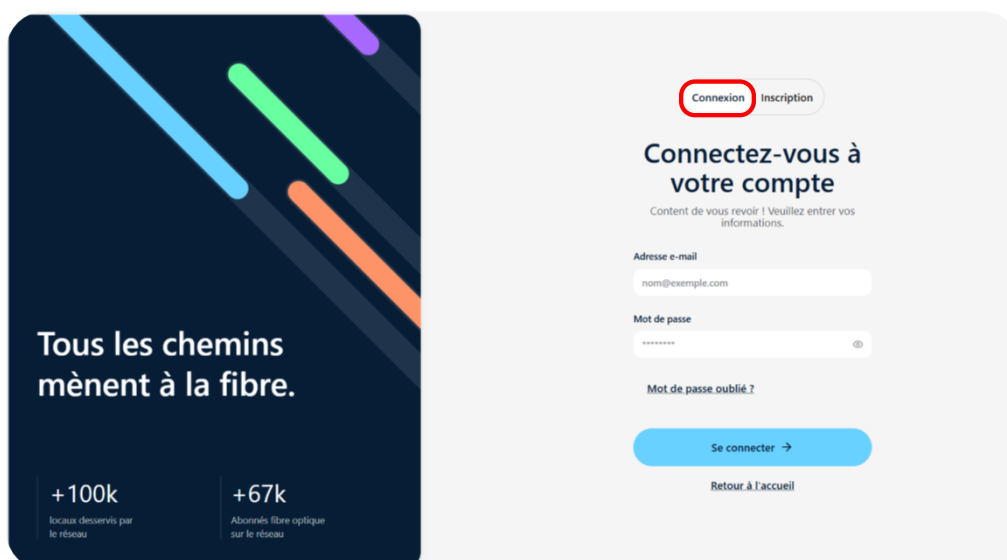 Tous les chemins
mènent à la fibre.
+100k
locaux desservis par
le réseau
+67k
Abonnés fibre optique
sur le réseau
Connexion
Inscription
Connectez-vous à
votre compte
Content de vous revoir ! Veuillez entrer vos
informations.
Adresse e-mail
nom@exemple.com
Mot de passe
********
Mot de passe oublié ?
Se connecter →
Retour à l'accueil